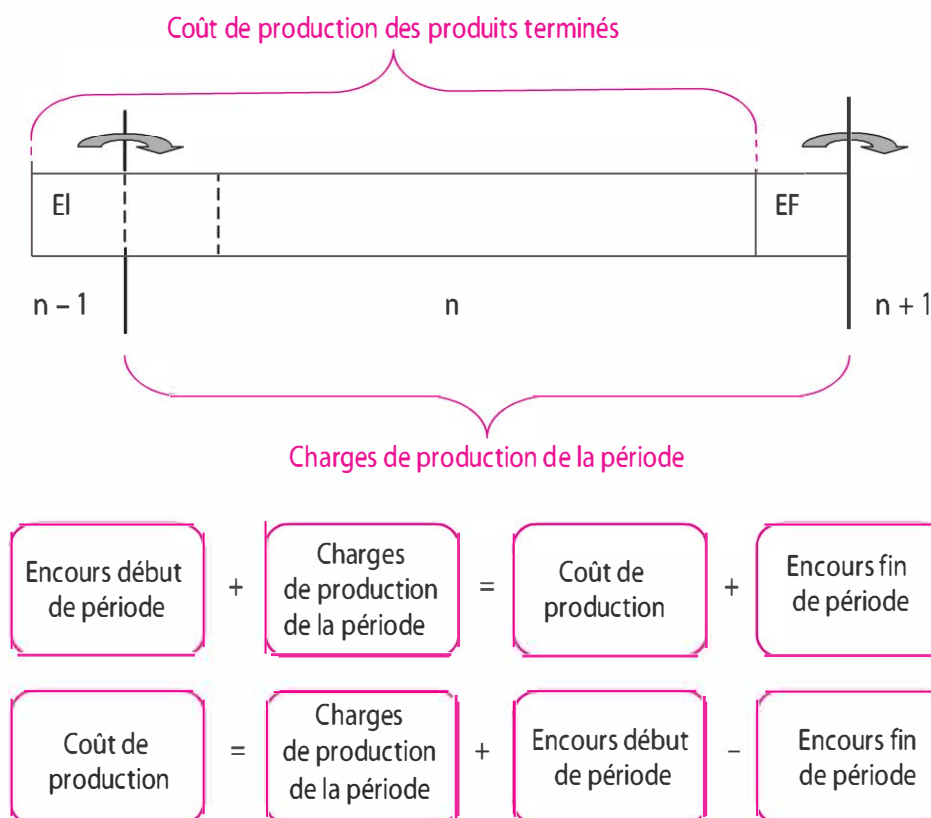 Coût de production des produits terminés
EI EF
n – 1 n n + 1
Charges de production de la période
Encours début
de période
+
Charges
de production
de la période
=
Coût de
production
+
Encours fin
de période
Coût de
production
=
Charges
de production
de la période
+
Encours début
de période
–
Encours fin
de période